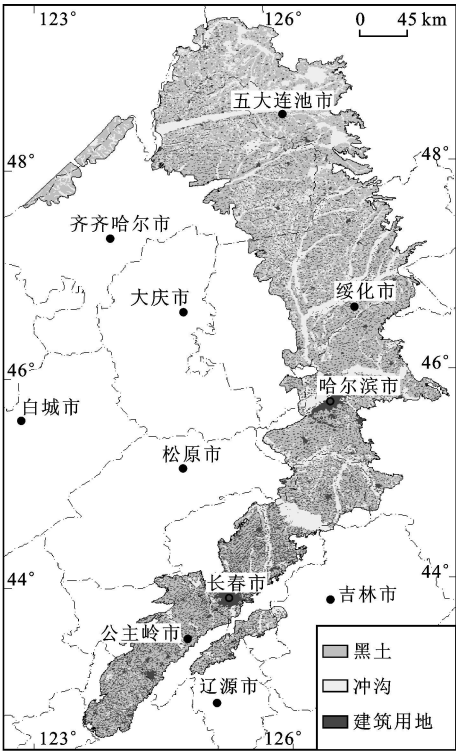 123° 126° 0 45 km
五大连池市
48° 48°
齐齐哈尔市
大庆市
绥化市
46° 46°
哈尔滨市
白城市
松原市
44° 44°
长春市
吉林市
公主岭市
辽源市
黑土
冲沟
建筑用地
123° 126°